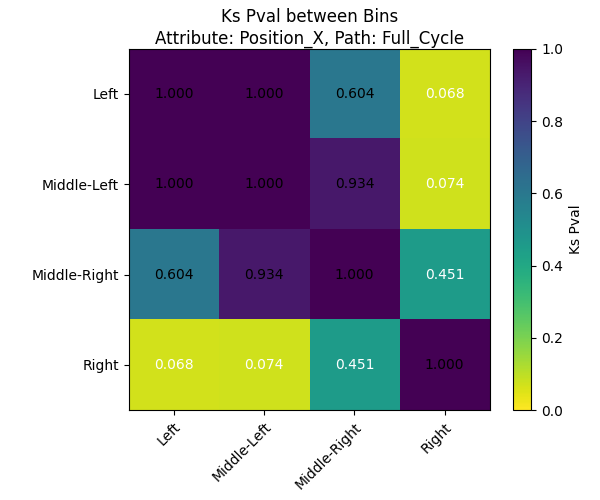 Ks Pval between Bins
Attribute: Position_X, Path: Full_Cycle
Left 1.000 1.000 0.604 0.068
Middle-Left 1.000 1.000 0.934 0.074
Middle-Right 0.604 0.934 1.000 0.451
Right 0.068 0.074 0.451 1.000
Left Middle-Left Middle-Right Right
1.0
0.8
0.6
0.4
0.2
0.0
Ks Pval